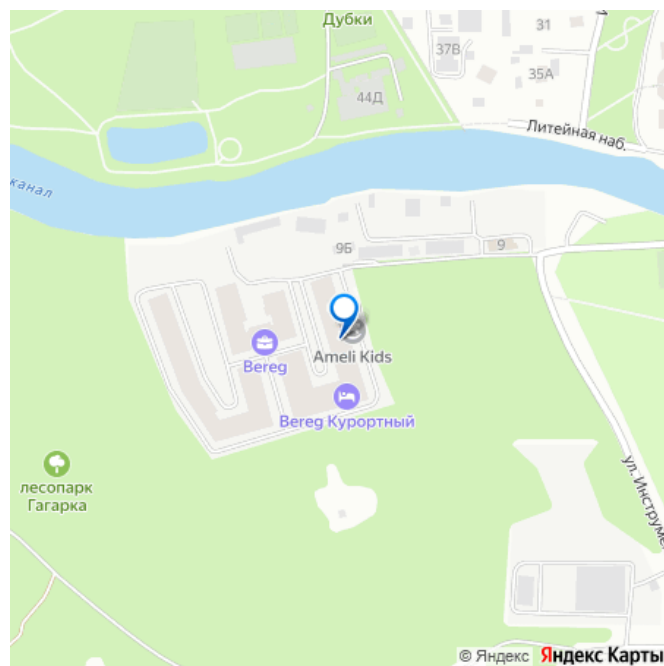 Дубки
31
37В
35А
44Д
Литейная наб.
канал
9Б
9
Ameli Kids
Bereg
Bereg Курортный
лесопарк
Гагарка
ул. Инструме
© Яндекс Яндекс Карты